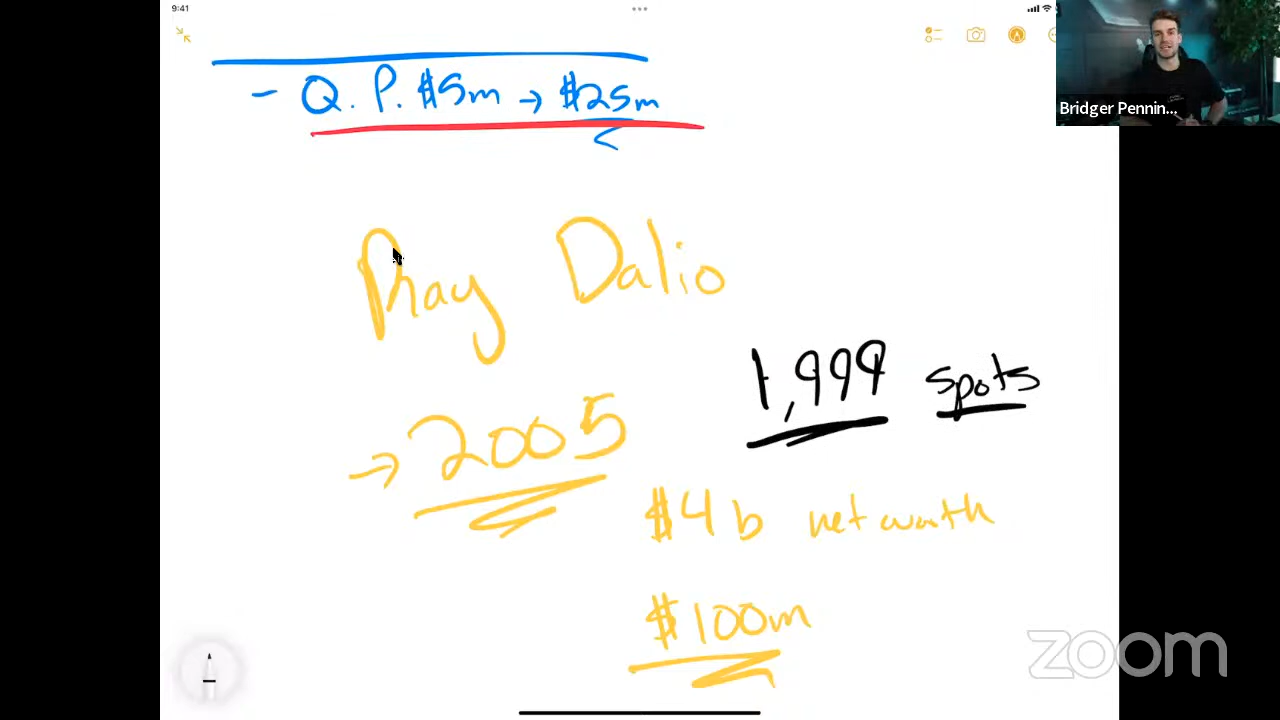 9:41
Bridger Pennin...
- Q. P. $5m → $25m
Ray Dalio
1,999 spots
→ 2005
$4 b net worth
$100m
zoom